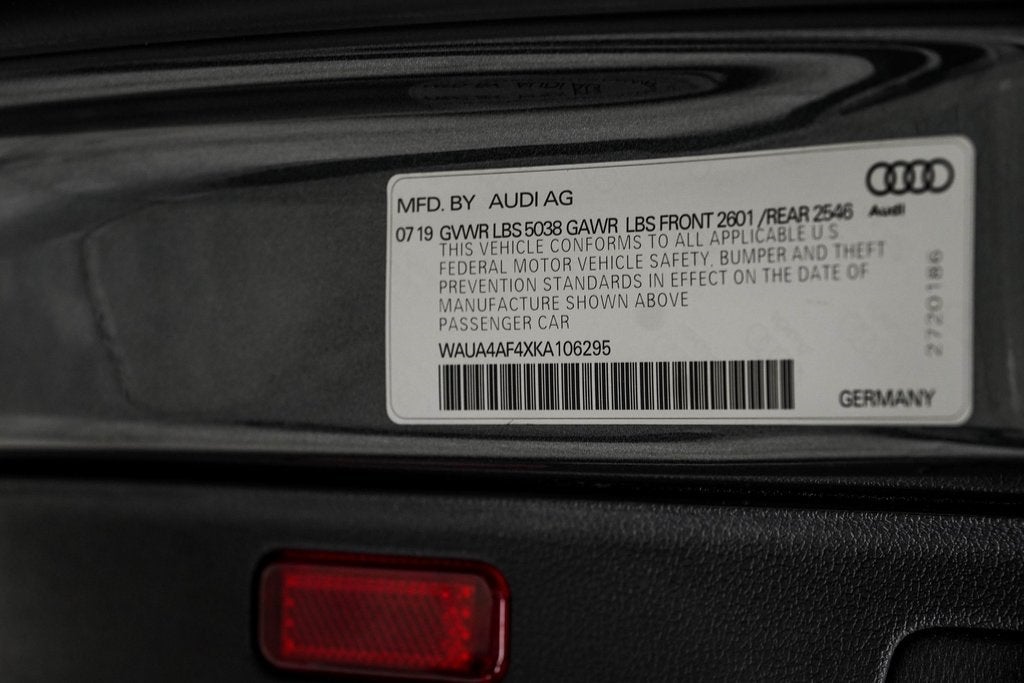 MFD. BY AUDI AG
Audi
07 19 GVWR LBS 5038 GAWR LBS FRONT 2601 /REAR 2546
THIS VEHICLE CONFORMS TO ALL APPLICABLE U S
FEDERAL MOTOR VEHICLE SAFETY, BUMPER AND THEFT
PREVENTION STANDARDS IN EFFECT ON THE DATE OF
MANUFACTURE SHOWN ABOVE
PASSENGER CAR
WAUA4AF4XKA106295
2720186
GERMANY